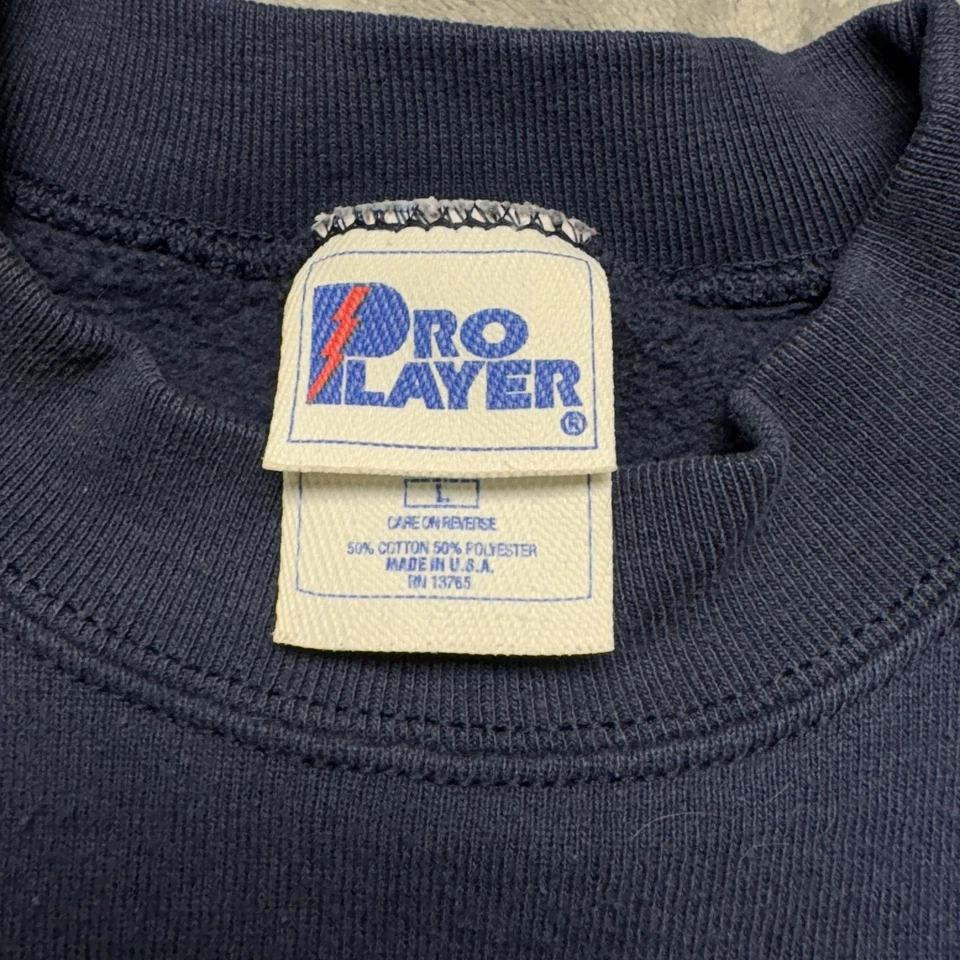 PRO
PLAYER
®
L
CARE ON REVERSE
50% COTTON 50% POLYESTER
MADE IN U.S.A.
RN 13765